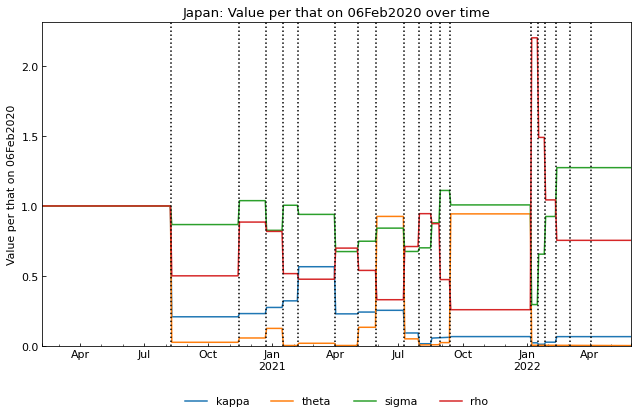 Japan: Value per that on 06Feb2020 over time
Value per that on 06Feb2020
2.0
1.5
1.0
0.5
0.0
Apr Jul Oct Jan Apr Jul Oct Jan Apr
2021 2022
kappa theta sigma rho